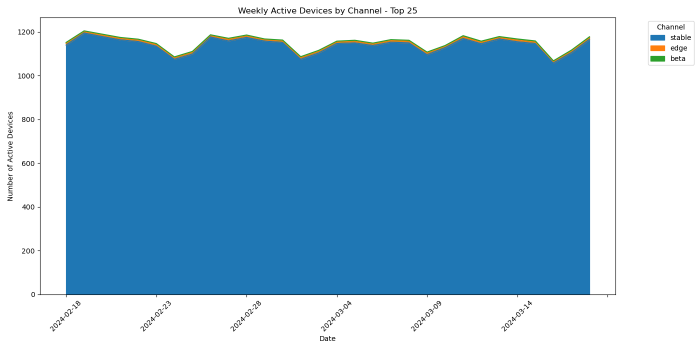 Weekly Active Devices by Channel - Top 25
Channel
stable
edge
beta
Number of Active Devices
1200
1000
800
600
400
200
0
2024-02-18
2024-02-23
2024-02-28
2024-03-04
2024-03-09
2024-03-14
Date